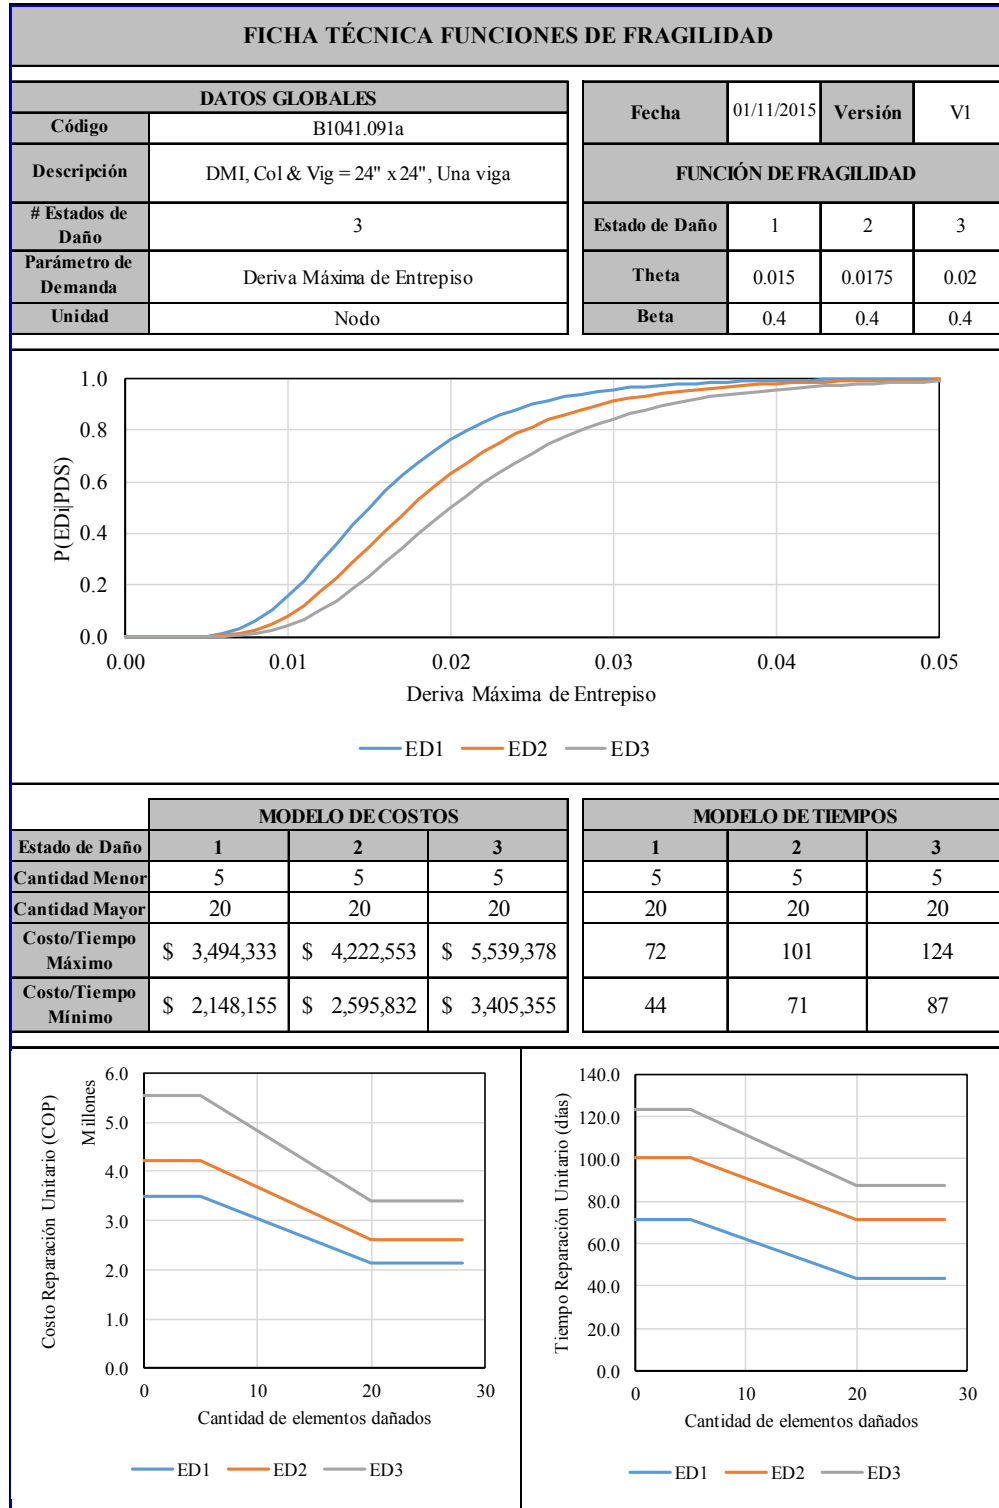 FICHA TÉCNICA FUNCIONES DE FRAGILIDAD
DATOS GLOBALES
Código B1041.091a
Descripción DMI, Col & Vig = 24" x 24", Una viga
# Estados de
Daño 3
Parámetro de
Demanda Deriva Máxima de Entrepiso
Unidad Nodo
Fecha 01/11/2015 Versión V1
FUNCIÓN DE FRAGILIDAD
Estado de Daño 1 2 3
Theta 0.015 0.0175 0.02
Beta 0.4 0.4 0.4
P(EDi|PDS)
1.0
0.8
0.6
0.4
0.2
0.0
0.00 0.01 0.02 0.03 0.04 0.05
Deriva Máxima de Entrepiso
ED1 ED2 ED3
MODELO DE COSTOS MODELO DE TIEMPOS
Estado de Daño 1 2 3 1 2 3
Cantidad Menor 5 5 5 5 5 5
Cantidad Mayor 20 20 20 20 20 20
Costo/Tiempo
Máximo $ 3,494,333 $ 4,222,553 $ 5,539,378 72 101 124
Costo/Tiempo
Mínimo $ 2,148,155 $ 2,595,832 $ 3,405,355 44 71 87
Costo Reparación Unitario (COP)
Millones
6.0
5.0
4.0
3.0
2.0
1.0
0.0
0 10 20 30
Cantidad de elementos dañados
ED1 ED2 ED3
Tiempo Reparación Unitario (días)
140.0
120.0
100.0
80.0
60.0
40.0
20.0
0.0
0 10 20 30
Cantidad de elementos dañados
ED1 ED2 ED3